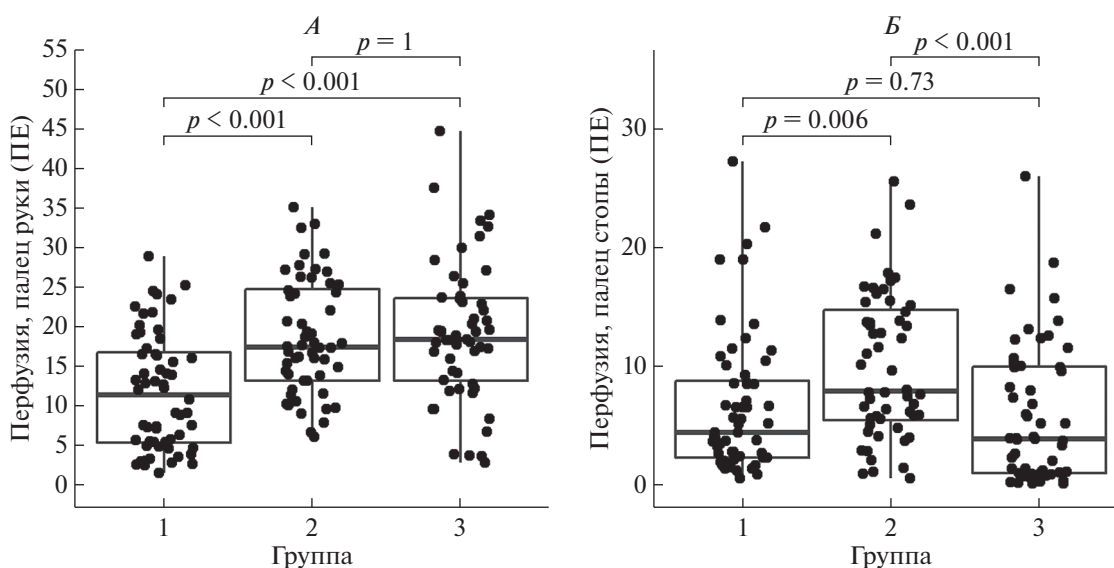 А
55
50
45
40
35
30
25
20
15
10
5
0
Перфузия, палец руки (ПЕ)
p = 1
p < 0.001
p < 0.001
1 2 3
Группа
Б
30
20
10
0
Перфузия, палец стопы (ПЕ)
p < 0.001
p = 0.73
p = 0.006
1 2 3
Группа